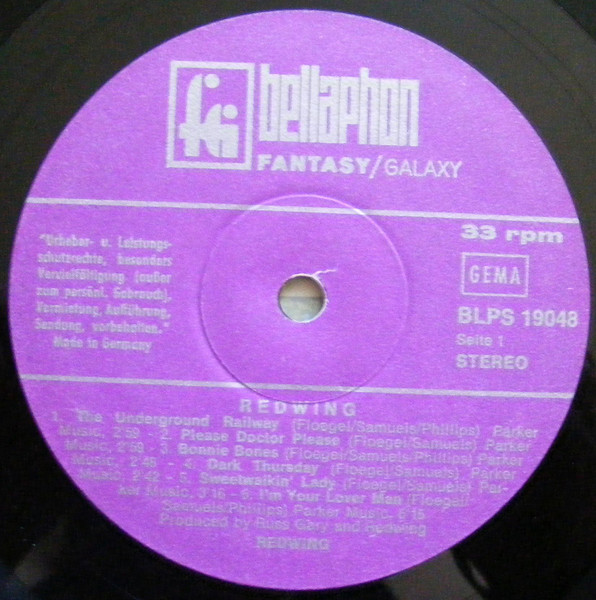 bellaphon
FANTASY/GALAXY
33 rpm
"Urheber- u. Leistungs-
schutzrechte, besonders
Vervielfältigung (außer
zum persönl. Gebrauch),
Vermietung, Aufführung,
Sendung, vorbehalten."
Made in Germany
GEMA
BLPS 19048
Seite 1
STEREO
REDWING
1. The Underground Railway (Floegel/Samuels/Phillips) Parker
Music, 2'59 - 2. Please Doctor Please (Floegel/Samuels) Parker
Music, 2'59 - 3. Bonnie Bones (Floegel/Samuels/Phillips) Parker
Music, 2'46 - 4. Dark Thursday (Floegel/Samuels) Parker
Music, 2'42 - 5. Sweetwalkin' Lady (Floegel/Samuels) Par-
ker Music, 3'16 - 6. I'm Your Lover Man (Floegel/
Samuels/Phillips) Parker Music, 6'15
Produced by Russ Gary and Redwing
REDWING